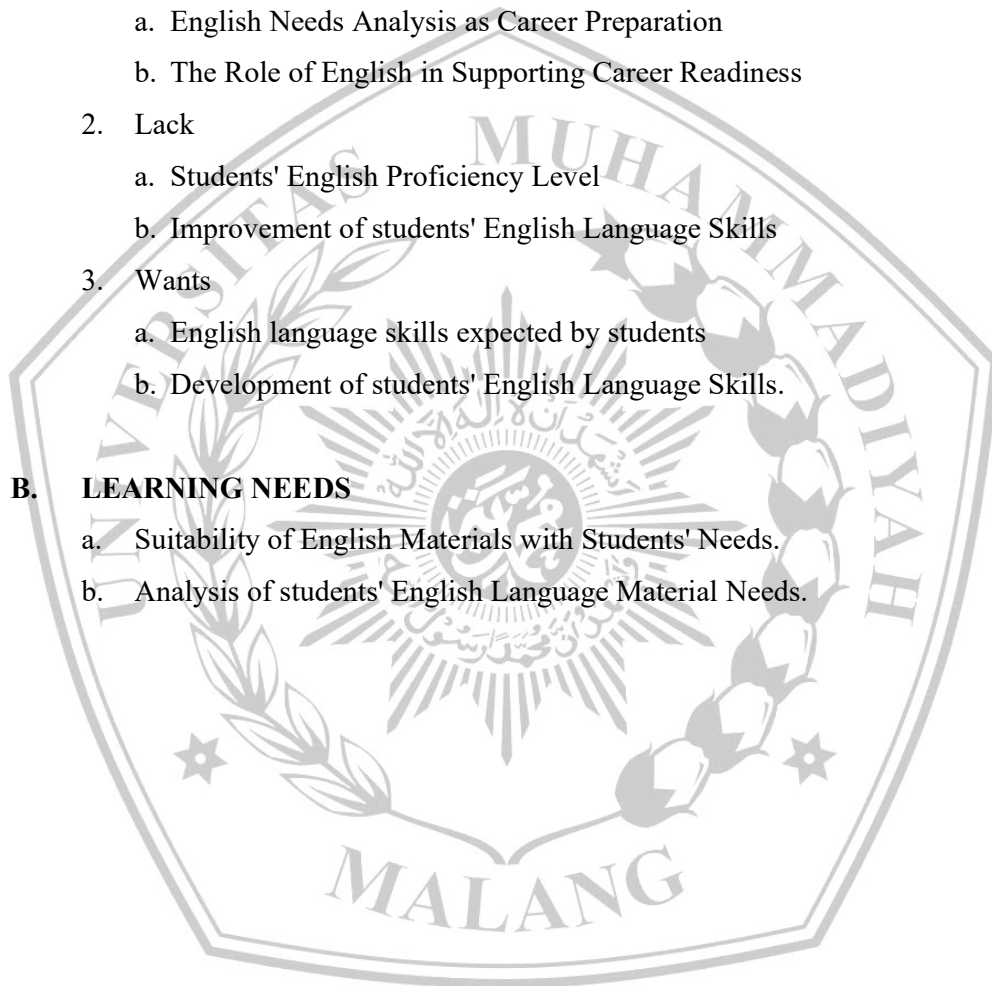 a. English Needs Analysis as Career Preparation
b. The Role of English in Supporting Career Readiness
2. Lack
a. Students' English Proficiency Level
b. Improvement of students' English Language Skills
3. Wants
a. English language skills expected by students
b. Development of students' English Language Skills.
B. LEARNING NEEDS
a. Suitability of English Materials with Students' Needs.
b. Analysis of students' English Language Material Needs.
UNIVERSITAS MUHAMMADIYAH
MALANG